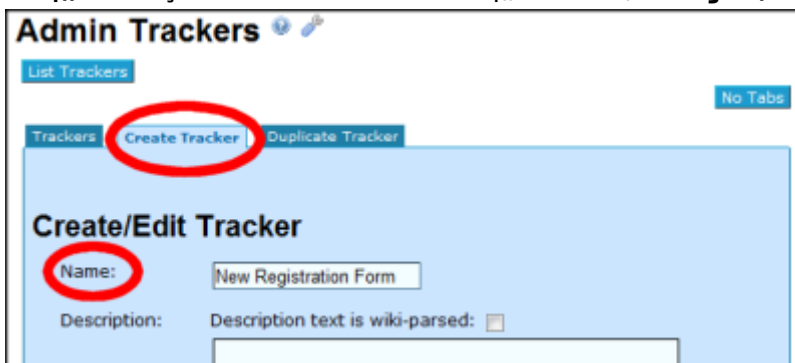 Admin Trackers
List Trackers
No Tabs
Trackers Create Tracker Duplicate Tracker
Create/Edit Tracker
Name: New Registration Form
Description: Description text is wiki-parsed: